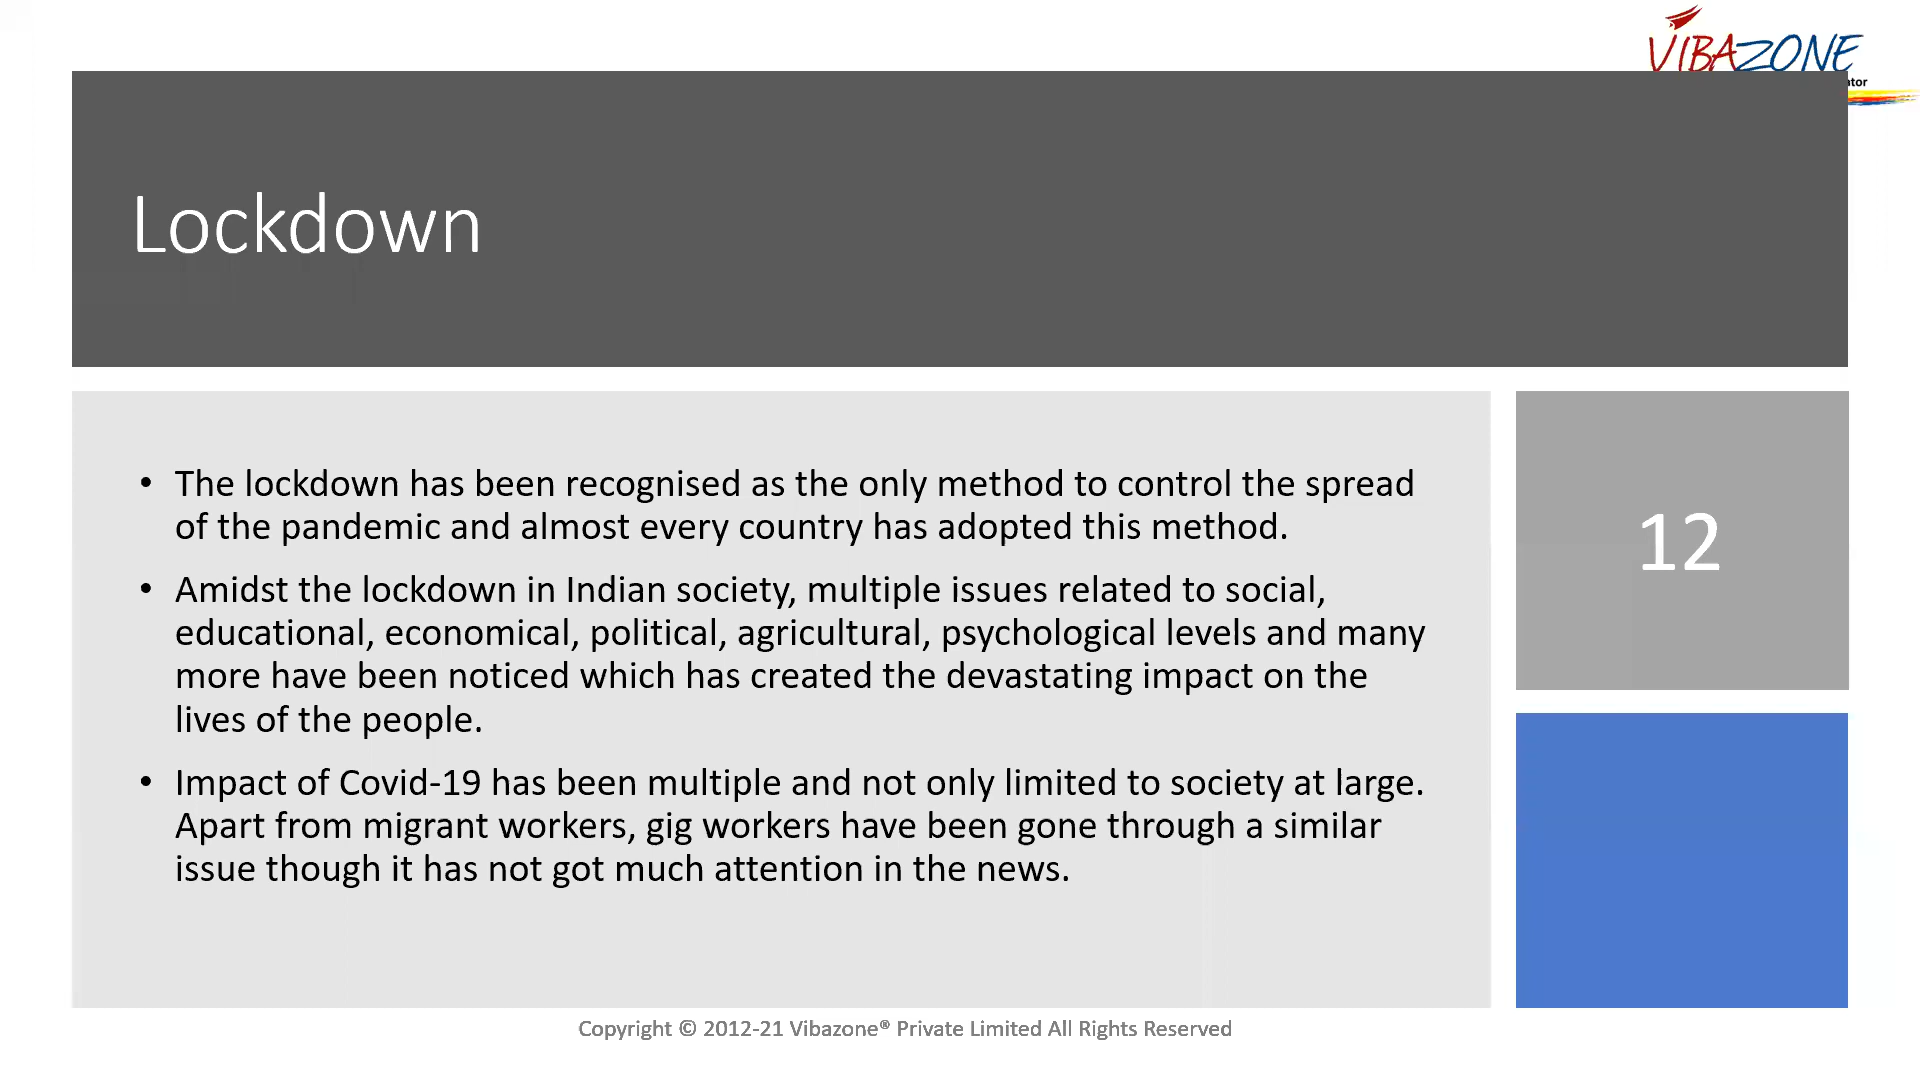 VIBAZONE
Lockdown
• The lockdown has been recognised as the only method to control the spread
of the pandemic and almost every country has adopted this method.
• Amidst the lockdown in Indian society, multiple issues related to social,
educational, economical, political, agricultural, psychological levels and many
more have been noticed which has created the devastating impact on the
lives of the people.
• Impact of Covid-19 has been multiple and not only limited to society at large.
Apart from migrant workers, gig workers have been gone through a similar
issue though it has not got much attention in the news.
12
Copyright © 2012-21 Vibazone® Private Limited All Rights Reserved